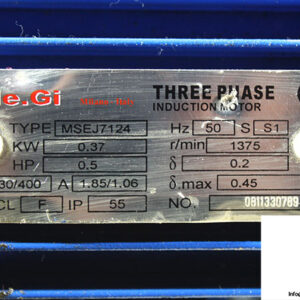 e.Gi THREE PHASE
INDUCTION MOTOR
TYPE MSEJ7124 Hz 50 S S1
KW 0.37 r/min 1375
HP 0.5 δ 0.2
30/400 A 1.85/1.06 δ.max 0.45
CL F IP 55 NO. 0811330789